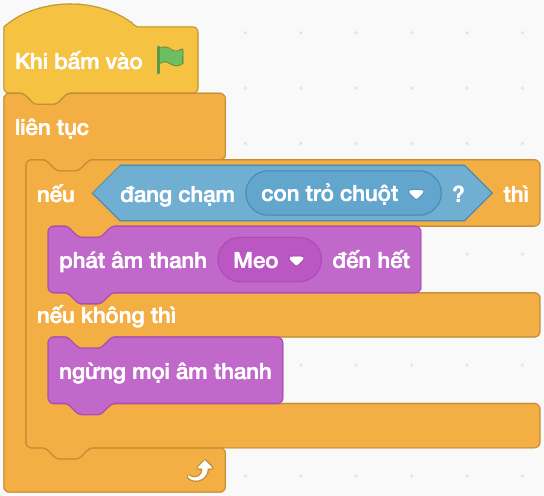 Khi bấm vào
liên tục
nếu đang chạm con trỏ chuột ? thì
phát âm thanh Meo đến hết
nếu không thì
ngừng mọi âm thanh